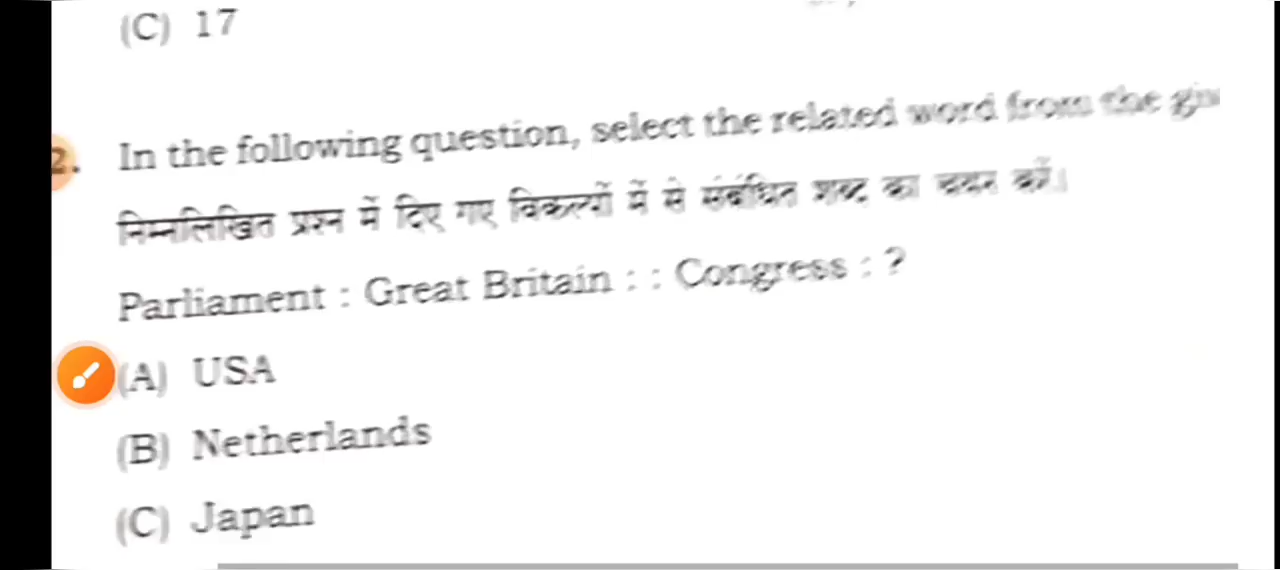 (C) 17
2. In the following question, select the related word from the
निम्नलिखित प्रश्न में दिए गए विकल्पों में से संबंधित शब्द का चयन करें।
Parliament : Great Britain : : Congress : ?
(A) USA
(B) Netherlands
(C) Japan